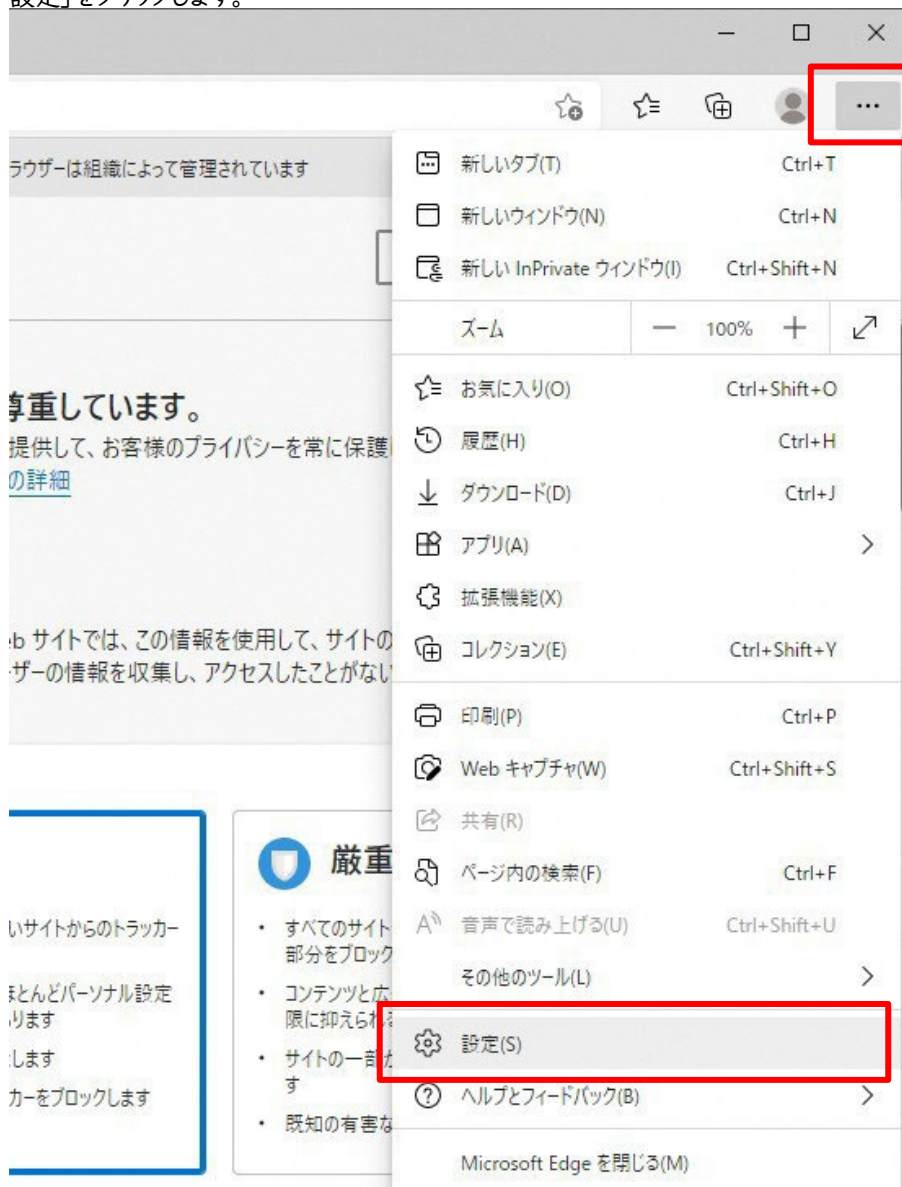 設定」をクリックします。
ラウザーは組織によって管理されています
尊重しています。
提供して、お客様のプライバシーを常に保護
の詳細
eb サイトでは、この情報を使用して、サイトの
ザーの情報を収集し、アクセスしたことがない
いサイトからのトラッカー
ほとんどパーソナル設定
ります
します
カーをブロックします
厳重
• すべてのサイト
部分をブロック
• コンテンツと広
限に抑えられる
• サイトの一部が
す
• 既知の有害な
新しいタブ(T) Ctrl+T
新しいウィンドウ(N) Ctrl+N
新しい InPrivate ウィンドウ(I) Ctrl+Shift+N
ズーム 100%
お気に入り(O) Ctrl+Shift+O
履歴(H) Ctrl+H
ダウンロード(D) Ctrl+J
アプリ(A)
拡張機能(X)
コレクション(E) Ctrl+Shift+Y
印刷(P) Ctrl+P
Web キャプチャ(W) Ctrl+Shift+S
共有(R)
ページ内の検索(F) Ctrl+F
音声で読み上げる(U) Ctrl+Shift+U
その他のツール(L)
設定(S)
ヘルプとフィードバック(B)
Microsoft Edge を閉じる(M)